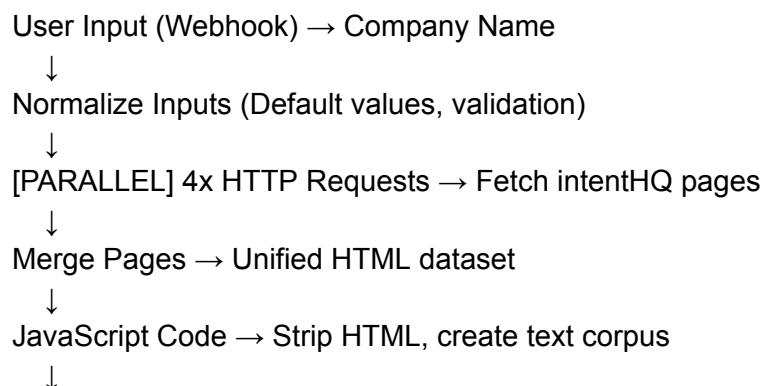 User Input (Webhook) → Company Name
↓
Normalize Inputs (Default values, validation)
↓
[PARALLEL] 4x HTTP Requests → Fetch intentHQ pages
↓
Merge Pages → Unified HTML dataset
↓
JavaScript Code → Strip HTML, create text corpus
↓